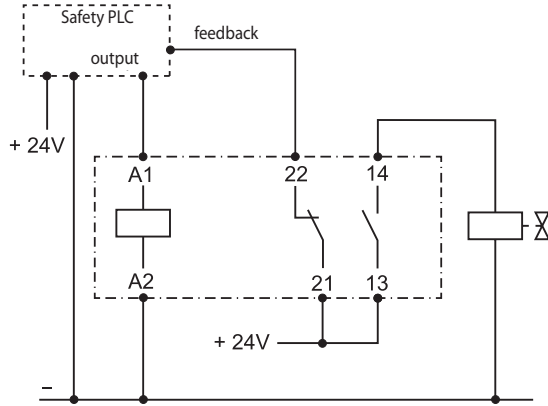 Safety PLC
feedback
output
+ 24V
A1
22
14
A2
21
13
+ 24V
–